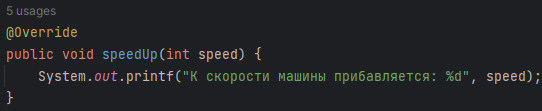 5 usages
@Override
public void speedUp(int speed) {
    System.out.printf("К скорости машины прибавляется: %d", speed);
}